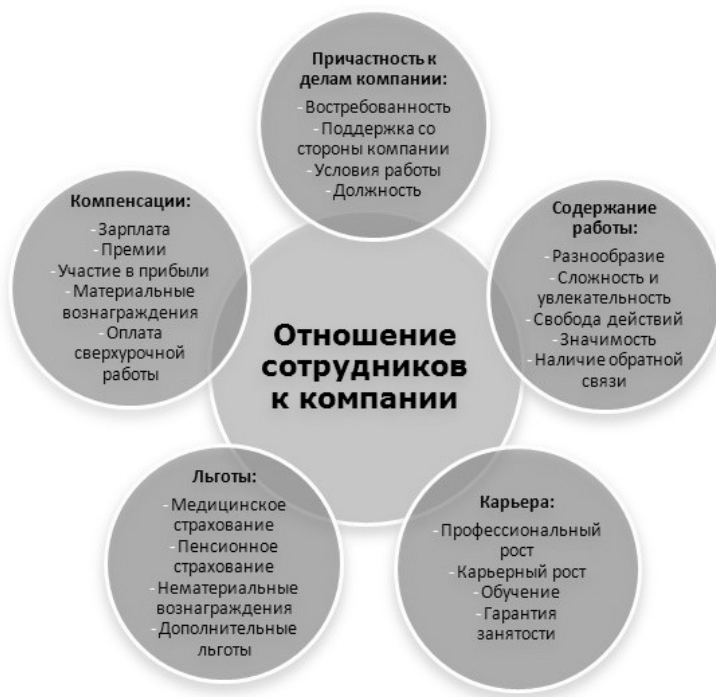 Причастность к
делам компании:
- Востребованность
- Поддержка со
стороны компании
- Условия работы
- Должность
Компенсации:
- Зарплата
- Премии
- Участие в прибыли
- Материальные
вознаграждения
- Оплата
сверхурочной
работы
Содержание
работы:
- Разнообразие
- Сложность и
увлекательность
- Свобода действий
- Значимость
- Наличие обратной
связи
Отношение
сотрудников
к компании
Льготы:
- Медицинское
страхование
- Пенсионное
страхование
- Нематериальные
вознаграждения
- Дополнительные
льготы
Карьера:
- Профессиональный
рост
- Карьерный рост
- Обучение
- Гарантия
занятости